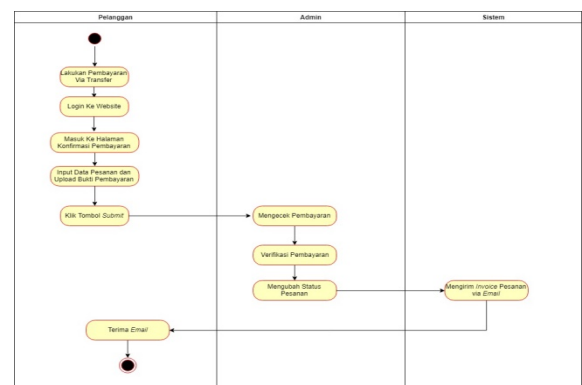 Pelanggan
Admin
Sistem
Lakukan Pembayaran
Via Transfer
Login Ke Website
Masuk Ke Halaman
Konfirmasi Pembayaran
Input Data Pesanan dan
Upload Bukti Pembayaran
Klik Tombol Submit
Mengecek Pembayaran
Verifikasi Pembayaran
Mengubah Status
Pesanan
Mengirim Invoice Pesanan
via Email
Terima Email